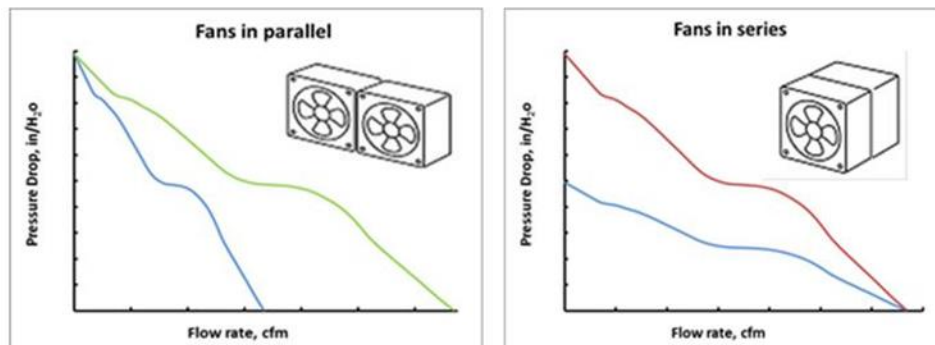 Fans in parallel
Pressure Drop, in/H₂o
Flow rate, cfm
Fans in series
Pressure Drop, in/H₂o
Flow rate, cfm